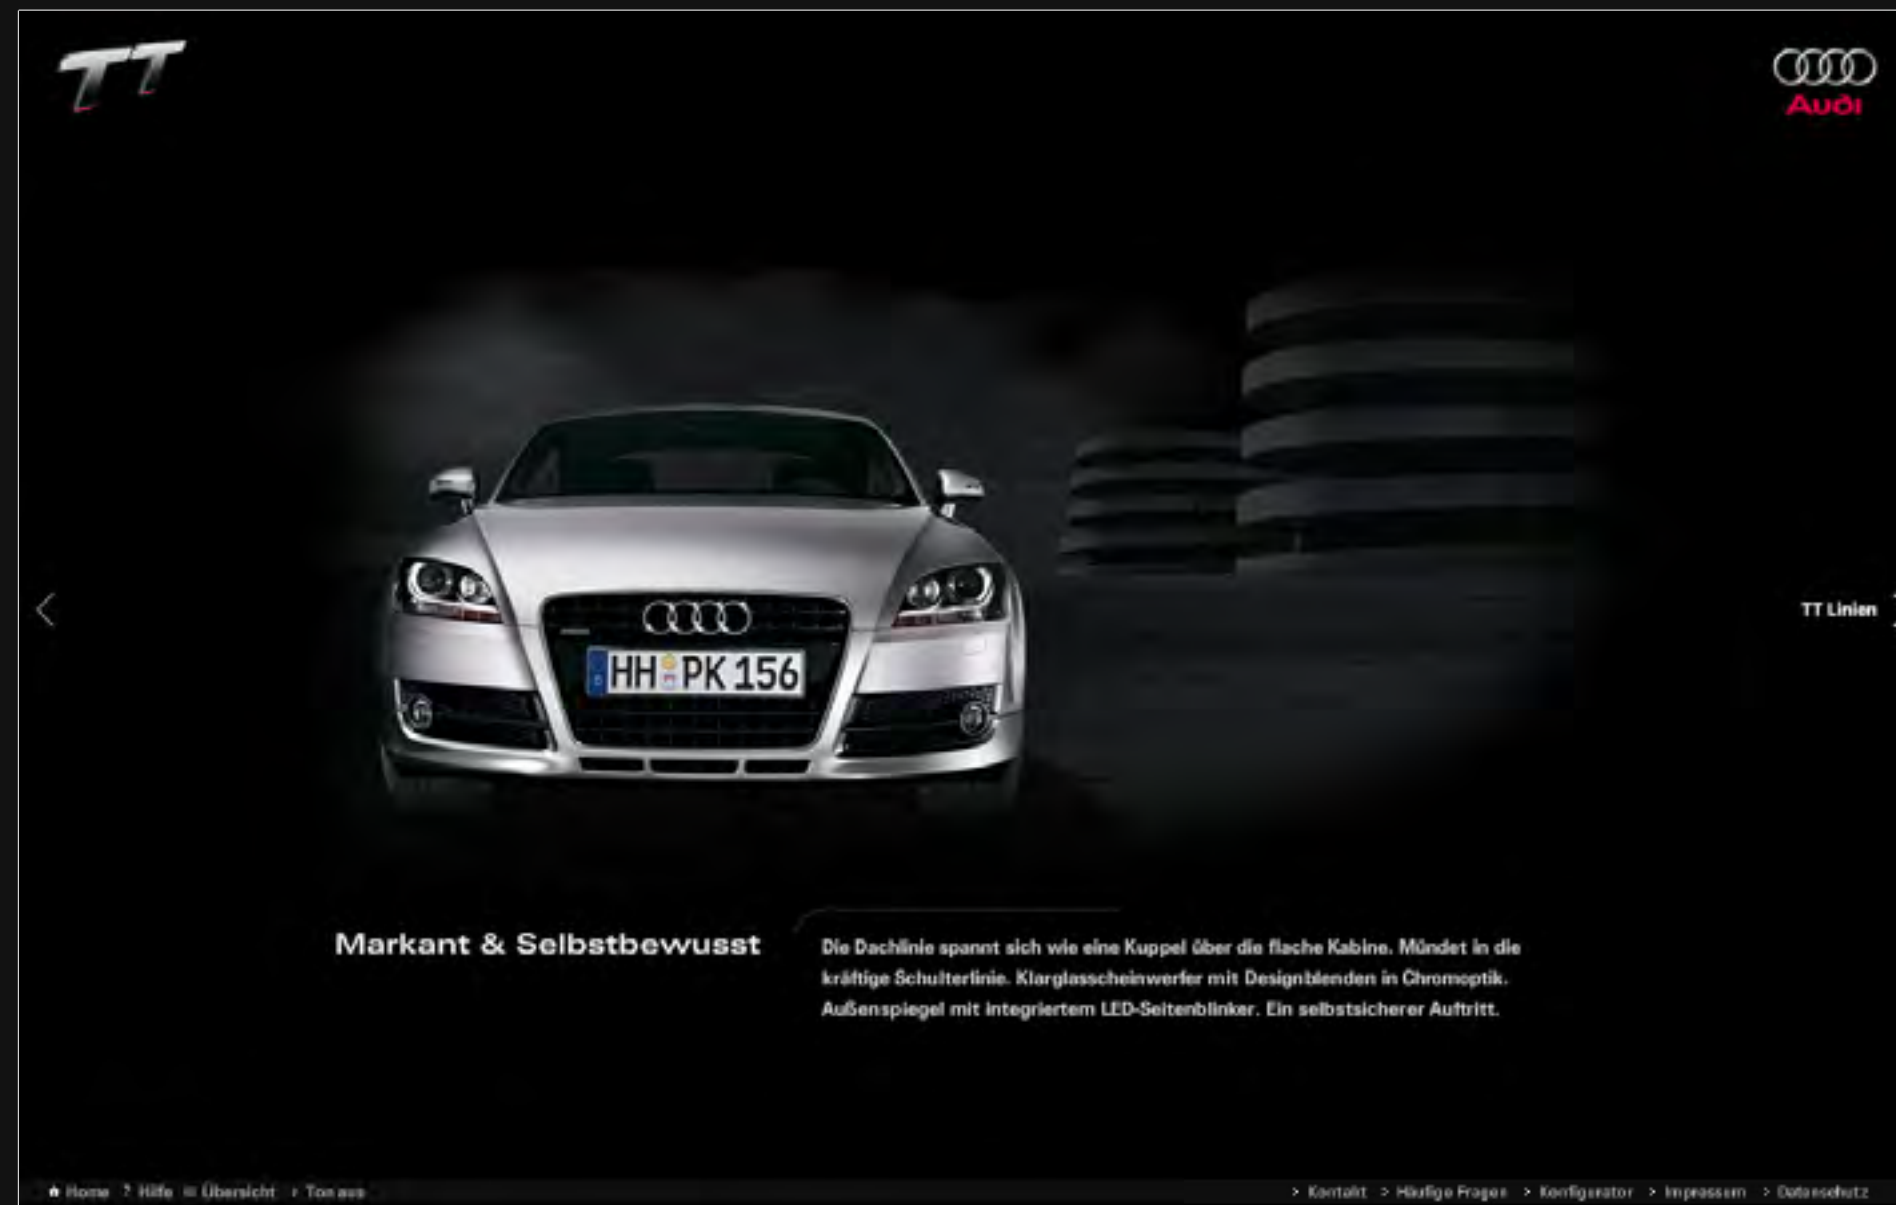 TT
Audi
HH PK 156
TT Linien
Markant & Selbstbewusst
Die Dachlinie spannt sich wie eine Kuppel über die flache Kabine. Mündet in die
kräftige Schulterlinie. Klarglasscheinwerfer mit Designblenden in Chromoptik.
Außenspiegel mit integriertem LED-Seitenblinker. Ein selbstsicherer Auftritt.
Home ? Hilfe Übersicht Ton aus
> Kontakt > Häufige Fragen > Konfigurator > Impressum > Datenschutz